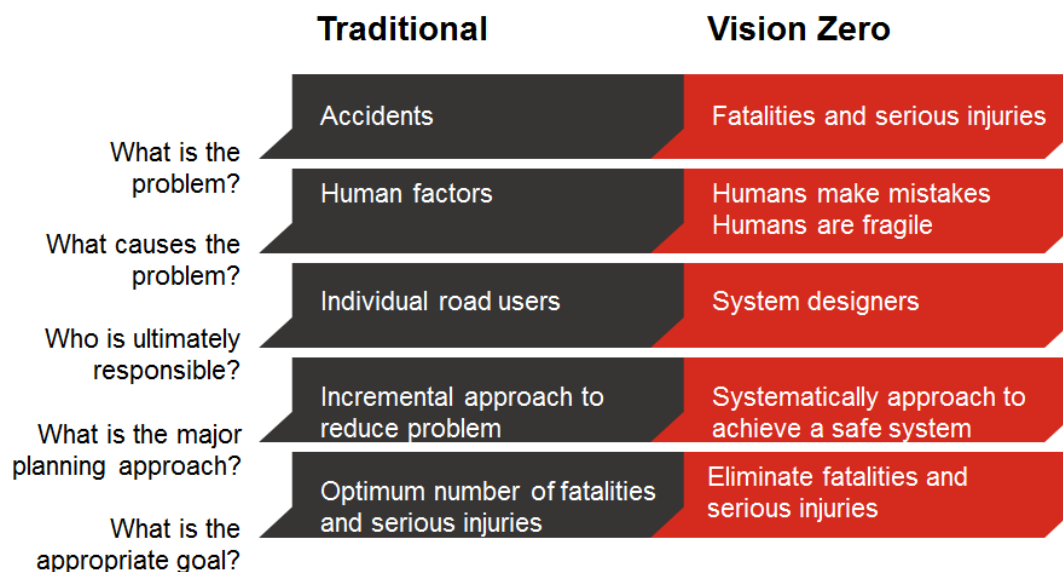 Traditional
Vision Zero
What is the
problem?
Accidents
Fatalities and serious injuries
What causes the
problem?
Human factors
Humans make mistakes
Humans are fragile
Who is ultimately
responsible?
Individual road users
System designers
What is the major
planning approach?
Incremental approach to
reduce problem
Systematically approach to
achieve a safe system
What is the
appropriate goal?
Optimum number of fatalities
and serious injuries
Eliminate fatalities and
serious injuries